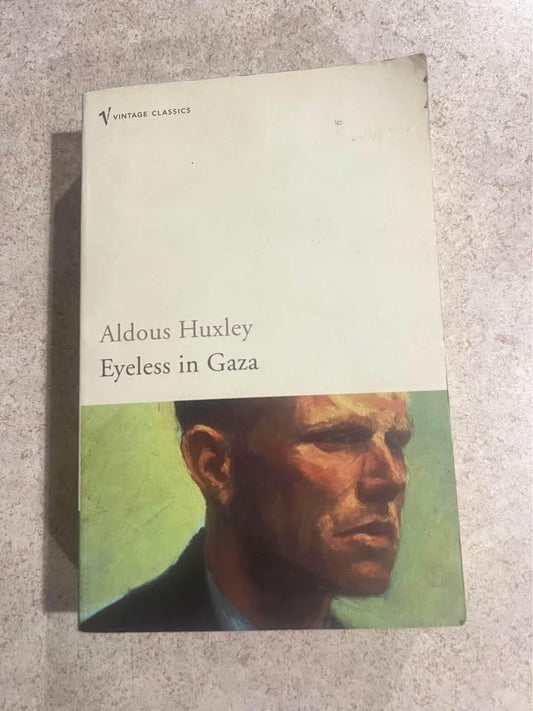 VINTAGE CLASSICS
Aldous Huxley
Eyeless in Gaza